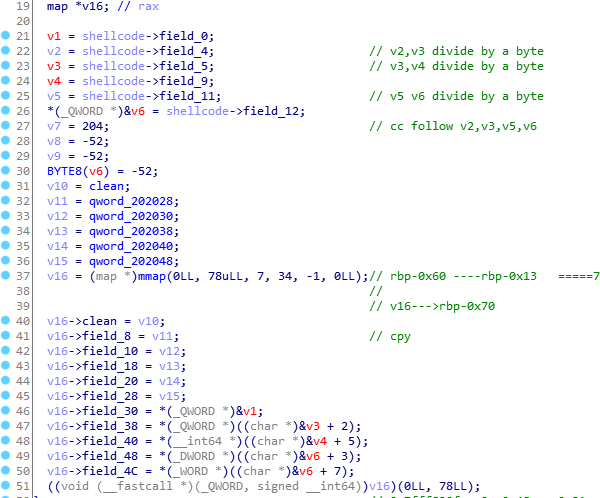 19 map *v16; // rax
20
21 v1 = shellcode->field_0;
22 v2 = shellcode->field_4; // v2,v3 divide by a byte
23 v3 = shellcode->field_5; // v3,v4 divide by a byte
24 v4 = shellcode->field_9;
25 v5 = shellcode->field_11; // v5 v6 divide by a byte
26 *(_QWORD *)&v6 = shellcode->field_12;
27 v7 = 204; // cc follow v2,v3,v5,v6
28 v8 = -52;
29 v9 = -52;
30 BYTE8(v6) = -52;
31 v10 = clean;
32 v11 = qword_202028;
33 v12 = qword_202030;
34 v13 = qword_202038;
35 v14 = qword_202040;
36 v15 = qword_202048;
37 v16 = (map *)mmap(0LL, 78uLL, 7, 34, -1, 0LL);// rbp-0x60 ----rbp-0x13 =====7
38 //
39 // v16--->rbp-0x70
40 v16->clean = v10;
41 v16->field_8 = v11; // cpy
42 v16->field_10 = v12;
43 v16->field_18 = v13;
44 v16->field_20 = v14;
45 v16->field_28 = v15;
46 v16->field_30 = *(_QWORD *)&v1;
47 v16->field_38 = *(_QWORD *)((char *)&v3 + 2);
48 v16->field_40 = *(__int64 *)((char *)&v4 + 5);
49 v16->field_48 = *(_DWORD *)((char *)&v6 + 3);
50 v16->field_4C = *(_WORD *)((char *)&v6 + 7);
51 ((void (__fastcall *)(_QWORD, signed __int64))v16)(0LL, 78LL);